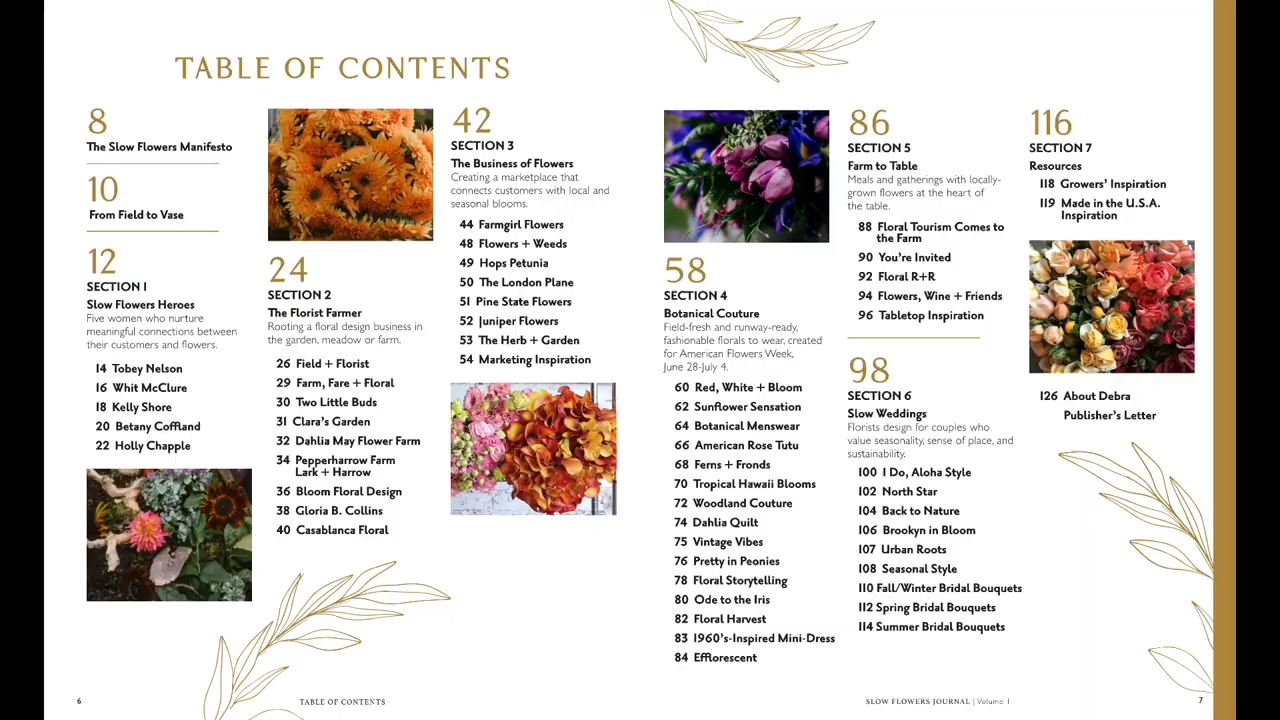 TABLE OF CONTENTS
8
The Slow Flowers Manifesto
10
From Field to Vase
12
SECTION 1
Slow Flowers Heroes
Five women who nurture
meaningful connections between
their customers and flowers.
14 Tobey Nelson
16 Whit McClure
18 Kelly Shore
20 Betany Coffland
22 Holly Chapple
24
SECTION 2
The Florist Farmer
Rooting a floral design business in
the garden, meadow or farm.
26 Field + Florist
29 Farm, Fare + Floral
30 Two Little Buds
31 Clara's Garden
32 Dahlia May Flower Farm
34 Pepperharrow Farm
Lark + Harrow
36 Bloom Floral Design
38 Gloria B. Collins
40 Casablanca Floral
42
SECTION 3
The Business of Flowers
Creating a marketplace that
connects customers with local and
seasonal blooms.
44 Farmgirl Flowers
48 Flowers + Weeds
49 Hops Petunia
50 The London Plane
51 Pine State Flowers
52 Juniper Flowers
53 The Herb + Garden
54 Marketing Inspiration
6
TABLE OF CONTENTS
58
SECTION 4
Botanical Couture
Field-fresh and runway-ready,
fashionable florals to wear, created
for American Flowers Week,
June 28-July 4.
60 Red, White + Bloom
62 Sunflower Sensation
64 Botanical Menswear
66 American Rose Tutu
68 Ferns + Fronds
70 Tropical Hawaii Blooms
72 Woodland Couture
74 Dahlia Quilt
75 Vintage Vibes
76 Pretty in Peonies
78 Floral Storytelling
80 Ode to the Iris
82 Floral Harvest
83 1960's-Inspired Mini-Dress
84 Efflorescent
86
SECTION 5
Farm to Table
Meals and gatherings with locally-
grown flowers at the heart of
the table.
88 Floral Tourism Comes to
the Farm
90 You're Invited
92 Floral R+R
94 Flowers, Wine + Friends
96 Tabletop Inspiration
98
SECTION 6
Slow Weddings
Florists design for couples who
value seasonality, sense of place, and
sustainability.
100 I Do, Aloha Style
102 North Star
104 Back to Nature
106 Brookyn in Bloom
107 Urban Roots
108 Seasonal Style
110 Fall/Winter Bridal Bouquets
112 Spring Bridal Bouquets
114 Summer Bridal Bouquets
116
SECTION 7
Resources
118 Growers' Inspiration
119 Made in the U.S.A.
Inspiration
126 About Debra
Publisher's Letter
SLOW FLOWERS JOURNAL | Volume 1
7